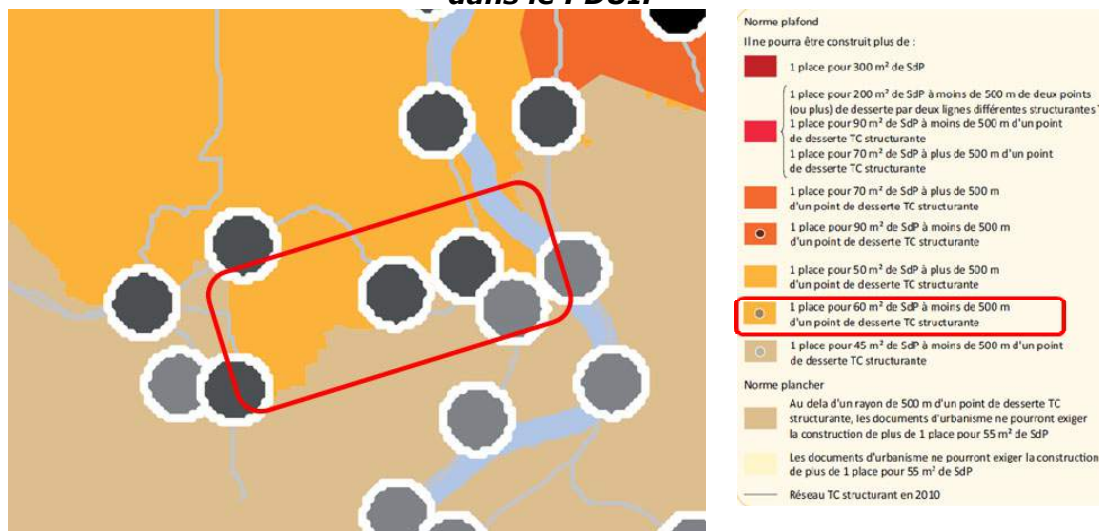 dans le PDUIF
Norme plafond
Il ne pourra être construit plus de :
1 place pour 300 m² de SdP
1 place pour 200 m² de SdP à moins de 500 m de deux points
(ou plus) de desserte par deux lignes différentes structurantes
1 place pour 90 m² de SdP à moins de 500 m d'un point
de desserte TC structurante
1 place pour 70 m² de SdP à plus de 500 m d'un point
de desserte TC structurante
1 place pour 70 m² de SdP à plus de 500 m
d'un point de desserte TC structurante
1 place pour 90 m² de SdP à moins de 500 m
d'un point de desserte TC structurante
1 place pour 50 m² de SdP à plus de 500 m
d'un point de desserte TC structurante
1 place pour 60 m² de SdP à moins de 500 m
d'un point de desserte TC structurante
1 place pour 45 m² de SdP à moins de 500 m d'un point
de desserte TC structurante
Norme plancher
Au dela d'un rayon de 500 m d'un point de desserte TC
structurante, les documents d'urbanisme ne pourront exiger
la construction de plus de 1 place pour 55 m² de SdP
Les documents d'urbanisme ne pourront exiger la construction
de plus de 1 place pour 55 m² de SdP
Réseau TC structurant en 2010